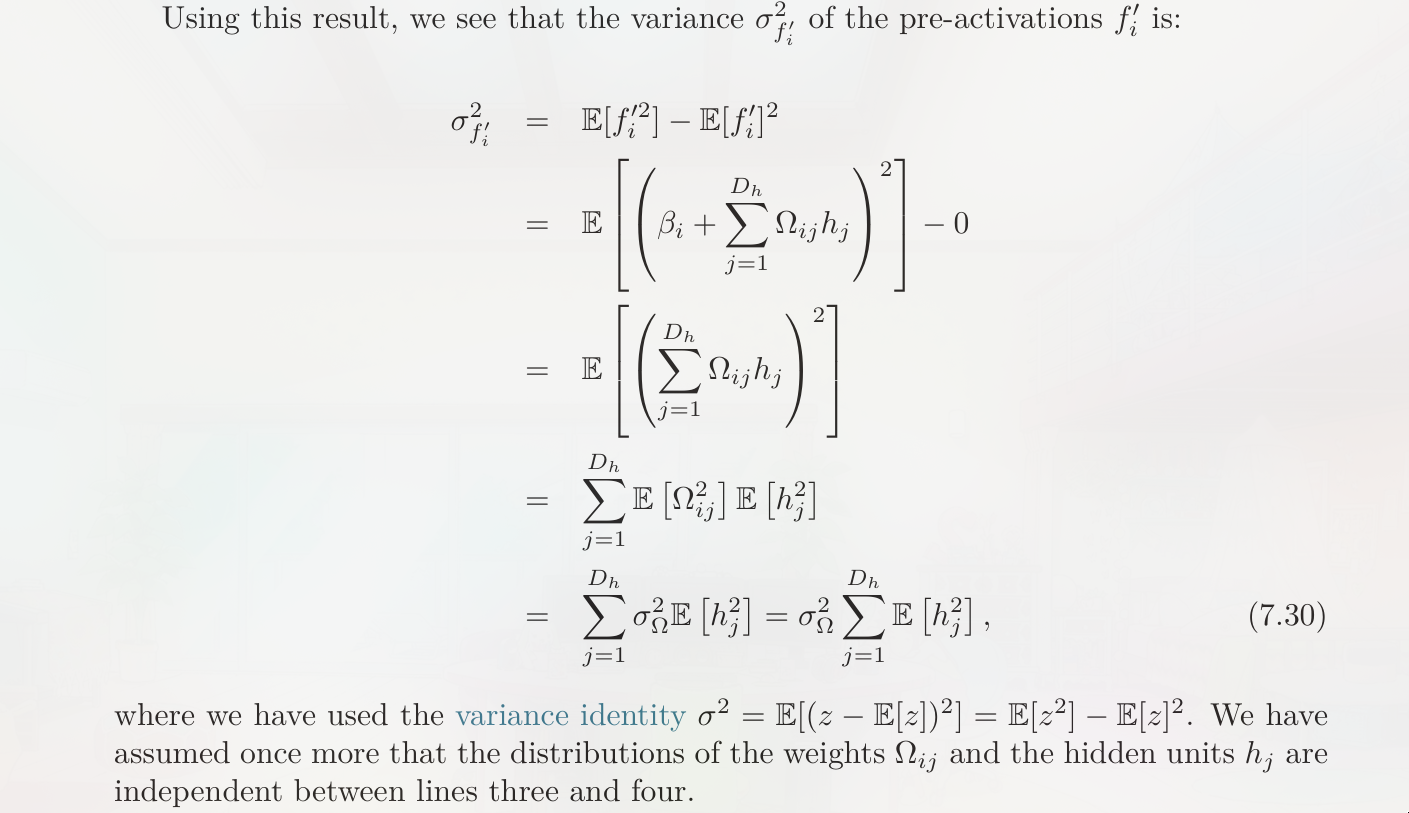 Using this result, we see that the variance $\sigma^2_{f'_i}$ of the pre-activations $f'_i$ is:
$\sigma^2_{f'_i} = \mathbb{E}[f'^2_i] - \mathbb{E}[f'_i]^2$
$= \mathbb{E}\left[\left(\beta_i + \sum_{j=1}^{D_h} \Omega_{ij} h_j\right)^2\right] - 0$
$= \mathbb{E}\left[\left(\sum_{j=1}^{D_h} \Omega_{ij} h_j\right)^2\right]$
$= \sum_{j=1}^{D_h} \mathbb{E}\left[\Omega^2_{ij}\right] \mathbb{E}\left[h^2_j\right]$
$= \sum_{j=1}^{D_h} \sigma^2_\Omega \mathbb{E}\left[h^2_j\right] = \sigma^2_\Omega \sum_{j=1}^{D_h} \mathbb{E}\left[h^2_j\right],$ (7.30)
where we have used the variance identity $\sigma^2 = \mathbb{E}[(z - \mathbb{E}[z])^2] = \mathbb{E}[z^2] - \mathbb{E}[z]^2$. We have
assumed once more that the distributions of the weights $\Omega_{ij}$ and the hidden units $h_j$ are
independent between lines three and four.